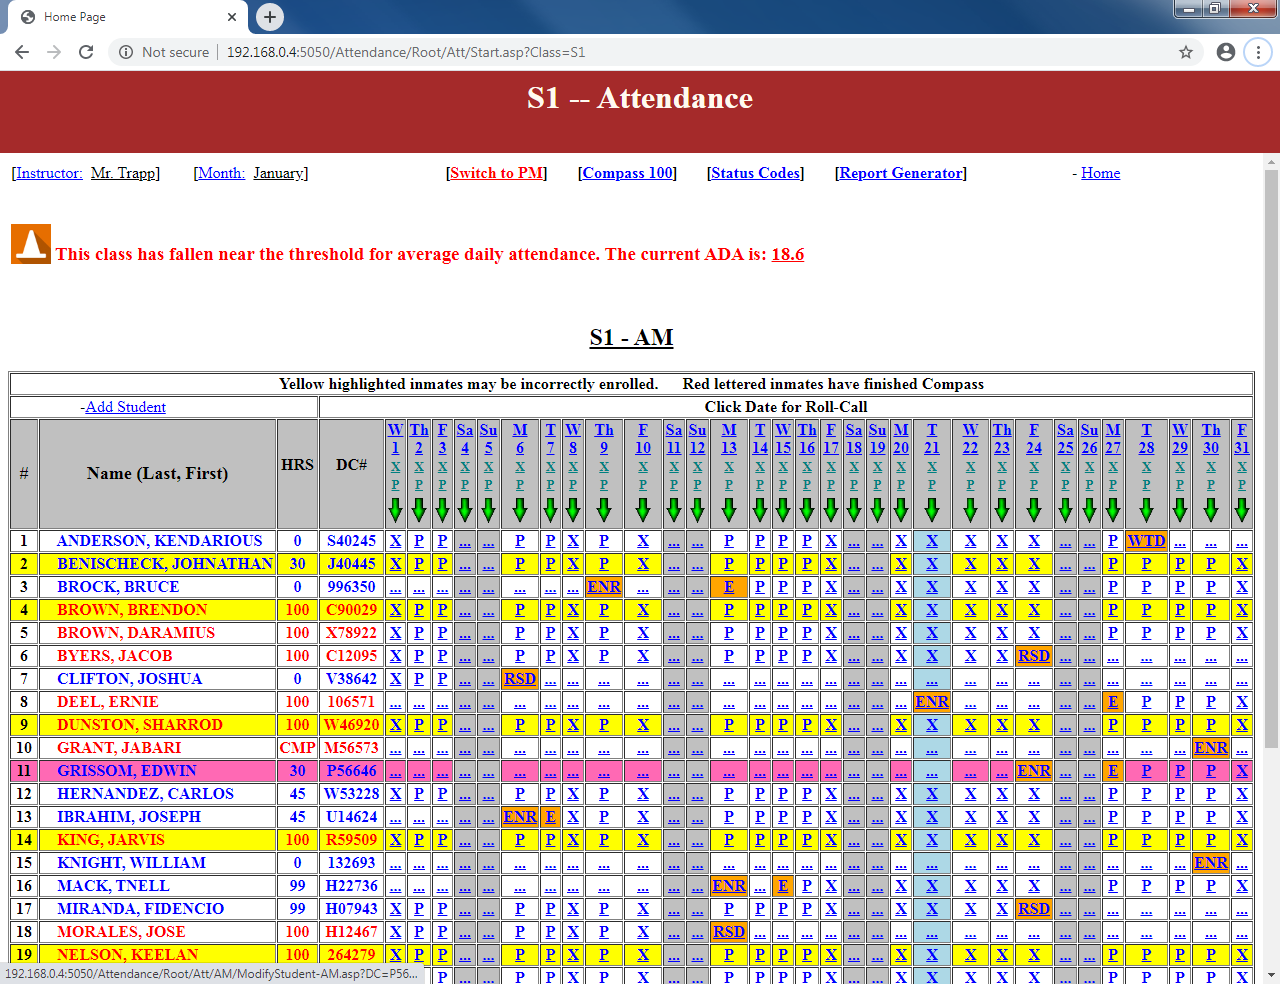 Home Page
Not secure 192.168.0.4:5050/Attendance/Root/Att/Start.asp?Class=S1
S1 -- Attendance
[Instructor: Mr. Trapp] [Month: January] [Switch to PM] [Compass 100] [Status Codes] [Report Generator] - Home
This class has fallen near the threshold for average daily attendance. The current ADA is: 18.6
S1 - AM
Yellow highlighted inmates may be incorrectly enrolled. Red lettered inmates have finished Compass
-Add Student Click Date for Roll-Call
# Name (Last, First) HRS DC# W Th F Sa Su M T W Th F Sa Su M T W Th F Sa Su M T W Th F Sa Su M T W Th F
1 2 3 4 5 6 7 8 9 10 11 12 13 14 15 16 17 18 19 20 21 22 23 24 25 26 27 28 29 30 31
X X X X X X X X X X X X X X X X X X X X X X X X X X X X X X X
P P P P P P P P P P P P P P P P P P P P P P P P P P P P P P P
1 ANDERSON, KENDARIOUS 0 S40245 X P P ... ... P P X P X ... ... P P P P X ... ... X X X X X ... ... P WTD ... ... ...
2 BENISCHECK, JOHNATHAN 30 J40445 X P P ... ... P P X P X ... ... P P P P X ... ... X X X X X ... ... P P P P X
3 BROCK, BRUCE 0 996350 ... ... ... ... ... ... ... ... ENR ... ... ... E P P P X ... ... X X X X X ... ... P P P P X
4 BROWN, BRENDON 100 C90029 X P P ... ... P P X P X ... ... P P P P X ... ... X X X X X ... ... P P P P X
5 BROWN, DARAMIUS 100 X78922 X P P ... ... P P X P X ... ... P P P P X ... ... X X X X X ... ... P P P P X
6 BYERS, JACOB 100 C12095 X P P ... ... P P X P X ... ... P P P P X ... ... X X X X RSD ... ... ... ... ... ... ...
7 CLIFTON, JOSHUA 0 V38642 X P P ... ... RSD ... ... ... ... ... ... ... ... ... ... ... ... ... ... ... ... ... ... ... ... ... ... ... ... ...
8 DEEL, ERNIE 100 106571 ... ... ... ... ... ... ... ... ... ... ... ... ... ... ... ... ... ... ... ... ENR ... ... ... ... ... E P P P X
9 DUNSTON, SHARROD 100 W46920 X P P ... ... P P X P X ... ... P P P P X ... ... X X X X X ... ... P P P P X
10 GRANT, JABARI CMP M56573 ... ... ... ... ... ... ... ... ... ... ... ... ... ... ... ... ... ... ... ... ... ... ... ... ... ... ... ... ... ENR ...
11 GRISSOM, EDWIN 30 P56646 ... ... ... ... ... ... ... ... ... ... ... ... ... ... ... ... ... ... ... ... ... ... ... ENR ... ... E P P P X
12 HERNANDEZ, CARLOS 45 W53228 X P P ... ... P P X P X ... ... P P P P X ... ... X X X X X ... ... P P P P X
13 IBRAHIM, JOSEPH 45 U14624 ... ... ... ... ... ENR E X P X ... ... P P P P X ... ... X X X X X ... ... P P P P X
14 KING, JARVIS 100 R59509 X P P ... ... P P X P X ... ... P P P P X ... ... X X X X X ... ... P P P P X
15 KNIGHT, WILLIAM 0 132693 ... ... ... ... ... ... ... ... ... ... ... ... ... ... ... ... ... ... ... ... ... ... ... ... ... ... ... ... ... ENR ...
16 MACK, TNELL 99 H22736 ... ... ... ... ... ... ... ... ... ... ... ... ENR ... E P X ... ... X X X X X ... ... P P P P X
17 MIRANDA, FIDENCIO 99 H07943 X P P ... ... P P X P X ... ... P P P P X ... ... X X X X RSD ... ... ... ... ... ... ...
18 MORALES, JOSE 100 H12467 X P P ... ... P P X P X ... ... RSD ... ... ... ... ... ... ... ... ... ... ... ... ... ... ... ... ... ...
19 NELSON, KEELAN 100 264279 X P P ... ... P P X P X ... ... P P P P X ... ... X X X X X ... ... P P P P X
P ... ... P P X P X ... ... P P P P X ... ... X X X X X ... ... P P P P X
192.168.0.4:5050/Attendance/Root/Att/AM/ModifyStudent-AM.asp?DC=P56...